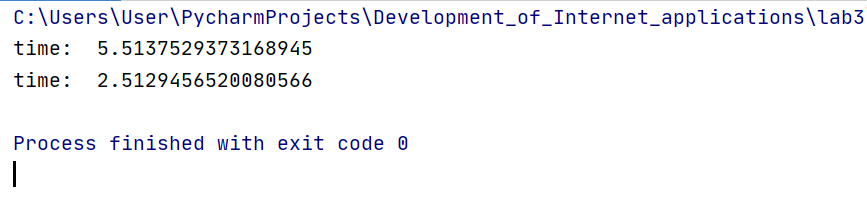 C:\Users\User\PycharmProjects\Development_of_Internet_applications\lab3
time:  5.5137529373168945
time:  2.5129456520080566
Process finished with exit code 0